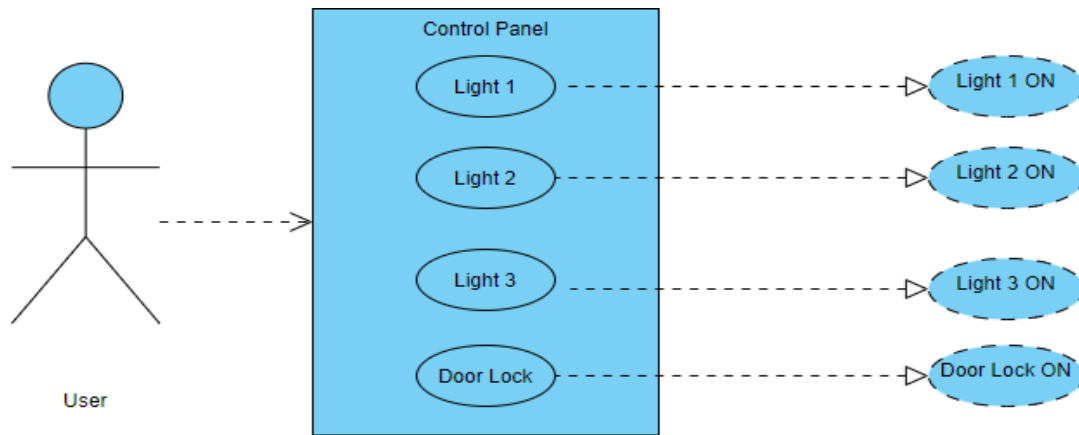 Control Panel
Light 1
Light 1 ON
Light 2
Light 2 ON
Light 3
Light 3 ON
Door Lock
Door Lock ON
User